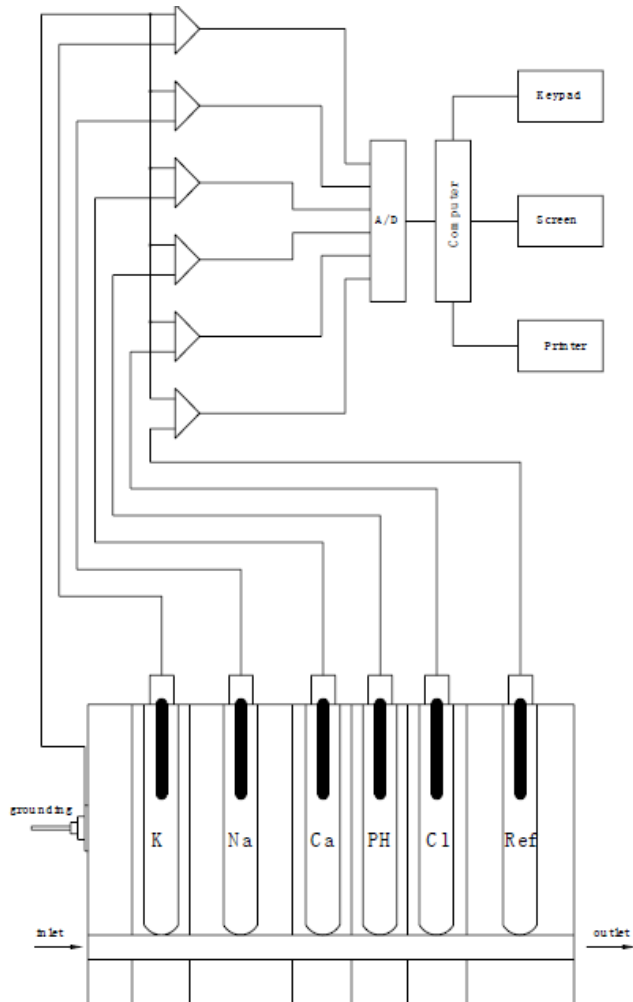 Keypad
A/D
Computer
Screen
Printer
grounding
K
Na
Ca
PH
Cl
Ref
inlet
outlet